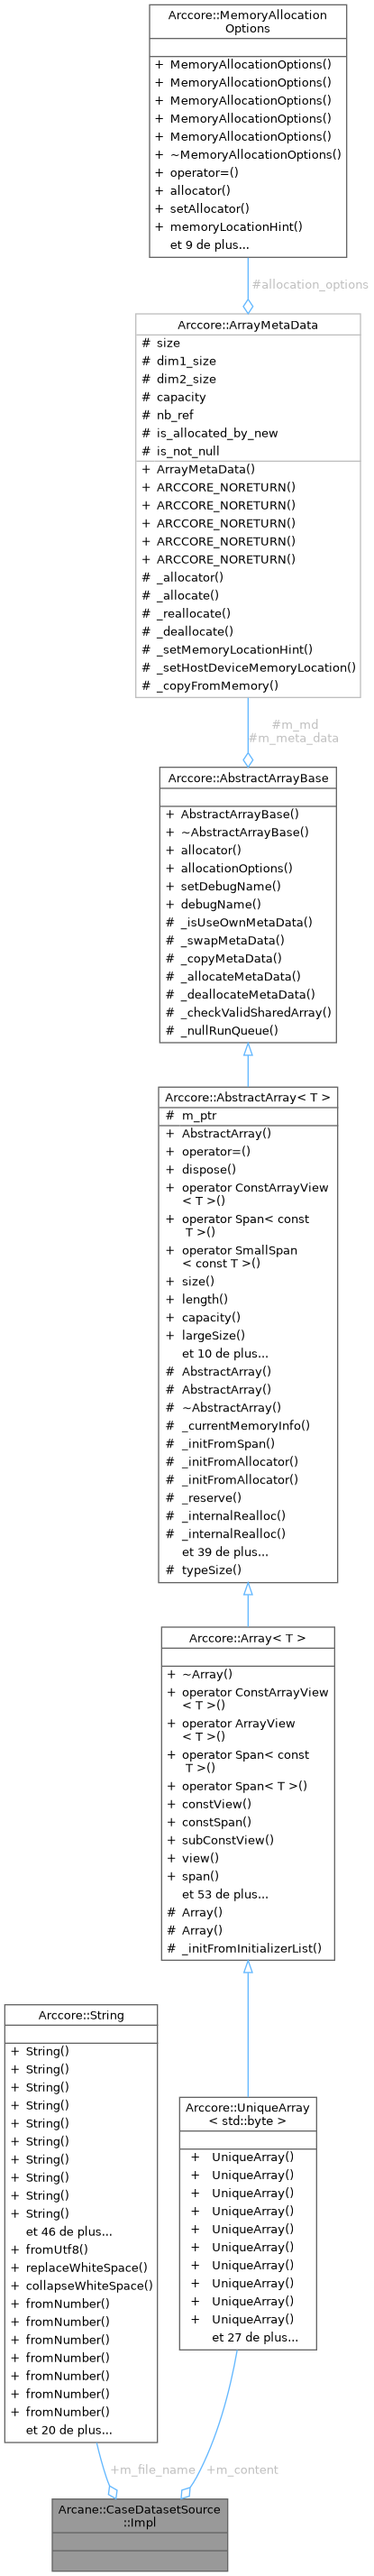 Arccore::MemoryAllocation
Options
+ MemoryAllocationOptions()
+ MemoryAllocationOptions()
+ MemoryAllocationOptions()
+ MemoryAllocationOptions()
+ MemoryAllocationOptions()
+ ~MemoryAllocationOptions()
+ operator=()
+ allocator()
+ setAllocator()
+ memoryLocationHint()
et 9 de plus...
#allocation_options
Arccore::ArrayMetaData
# size
# dim1_size
# dim2_size
# capacity
# nb_ref
# is_allocated_by_new
# is_not_null
+ ArrayMetaData()
+ ARCCORE_NORETURN()
+ ARCCORE_NORETURN()
+ ARCCORE_NORETURN()
+ ARCCORE_NORETURN()
+ ARCCORE_NORETURN()
# _allocator()
# _allocate()
# _reallocate()
# _deallocate()
# _setMemoryLocationHint()
# _setHostDeviceMemoryLocation()
# _copyFromMemory()
#m_md
#m_meta_data
Arccore::AbstractArrayBase
+ AbstractArrayBase()
+ ~AbstractArrayBase()
+ allocator()
+ allocationOptions()
+ setDebugName()
+ debugName()
# _isUseOwnMetaData()
# _swapMetaData()
# _copyMetaData()
# _allocateMetaData()
# _deallocateMetaData()
# _checkValidSharedArray()
# _nullRunQueue()
Arccore::AbstractArray< T >
# m_ptr
+ AbstractArray()
+ operator=()
+ dispose()
+ operator ConstArrayView
< T >()
+ operator Span< const
T >()
+ operator SmallSpan
< const T >()
+ size()
+ length()
+ capacity()
+ largeSize()
et 10 de plus...
# AbstractArray()
# AbstractArray()
# ~AbstractArray()
# _currentMemoryInfo()
# _initFromSpan()
# _initFromAllocator()
# _initFromAllocator()
# _reserve()
# _internalRealloc()
# _internalRealloc()
et 39 de plus...
# typeSize()
Arccore::Array< T >
+ ~Array()
+ operator ConstArrayView
< T >()
+ operator ArrayView
< T >()
+ operator Span< const
T >()
+ operator Span< T >()
+ constView()
+ constSpan()
+ subConstView()
+ view()
+ span()
et 53 de plus...
# Array()
# Array()
# _initFromInitializerList()
Arccore::String
+ String()
+ String()
+ String()
+ String()
+ String()
+ String()
+ String()
+ String()
+ String()
+ String()
et 46 de plus...
+ fromUtf8()
+ replaceWhiteSpace()
+ collapseWhiteSpace()
+ fromNumber()
+ fromNumber()
+ fromNumber()
+ fromNumber()
+ fromNumber()
+ fromNumber()
+ fromNumber()
et 20 de plus...
Arccore::UniqueArray
< std::byte >
+ UniqueArray()
+ UniqueArray()
+ UniqueArray()
+ UniqueArray()
+ UniqueArray()
+ UniqueArray()
+ UniqueArray()
+ UniqueArray()
+ UniqueArray()
+ UniqueArray()
et 27 de plus...
+m_file_name
+m_content
Arcane::CaseDatasetSource
::Impl